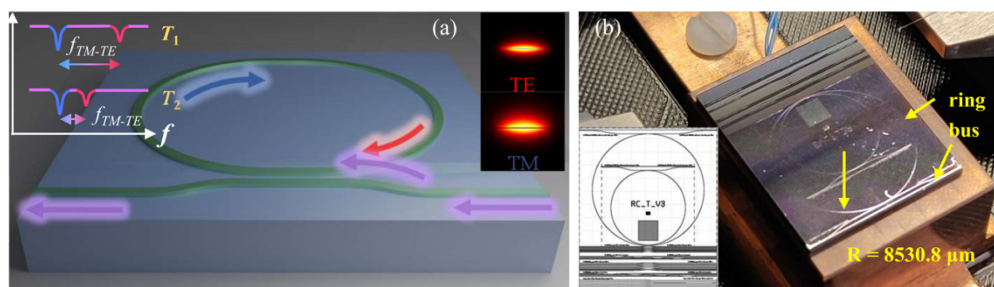 (a)
f_TM-TE
T_1
T_2
f_TM-TE
f
TE
TM
(b)
ring
bus
RC_T_V3
R = 8530.8 μm